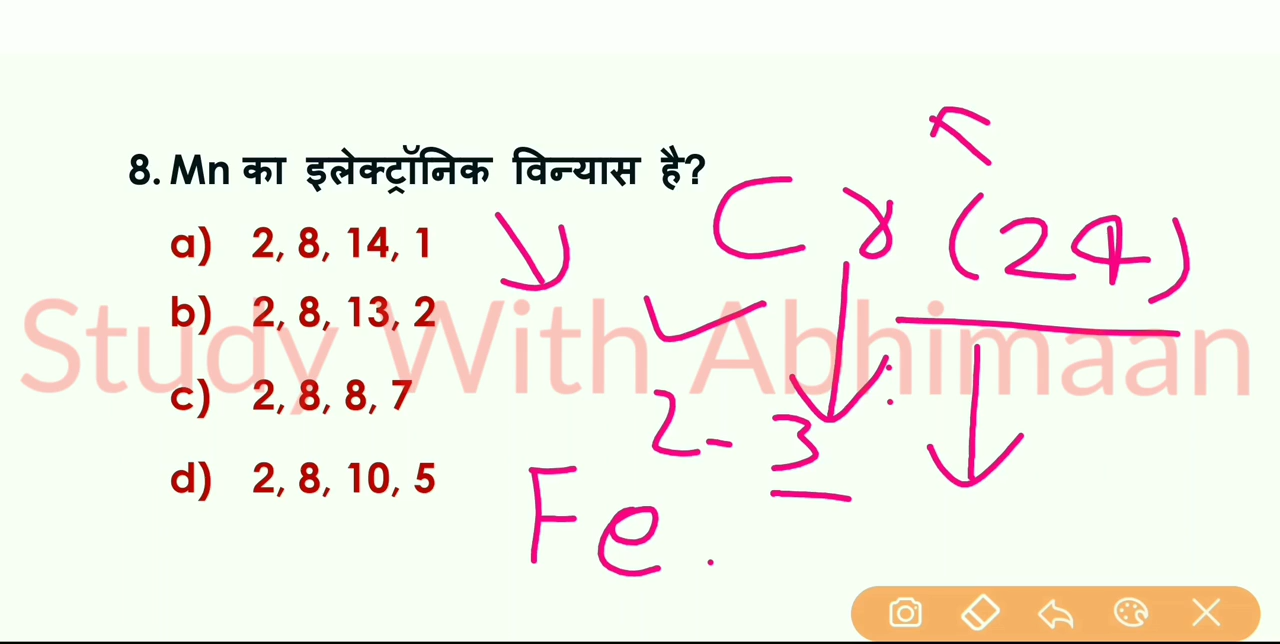 8. Mn का इलेक्ट्रॉनिक विन्यास है?
a) 2, 8, 14, 1
b) 2, 8, 13, 2
c) 2, 8, 8, 7
d) 2, 8, 10, 5
Cr (24)
2-3
Fe.
Study With Abhimaan